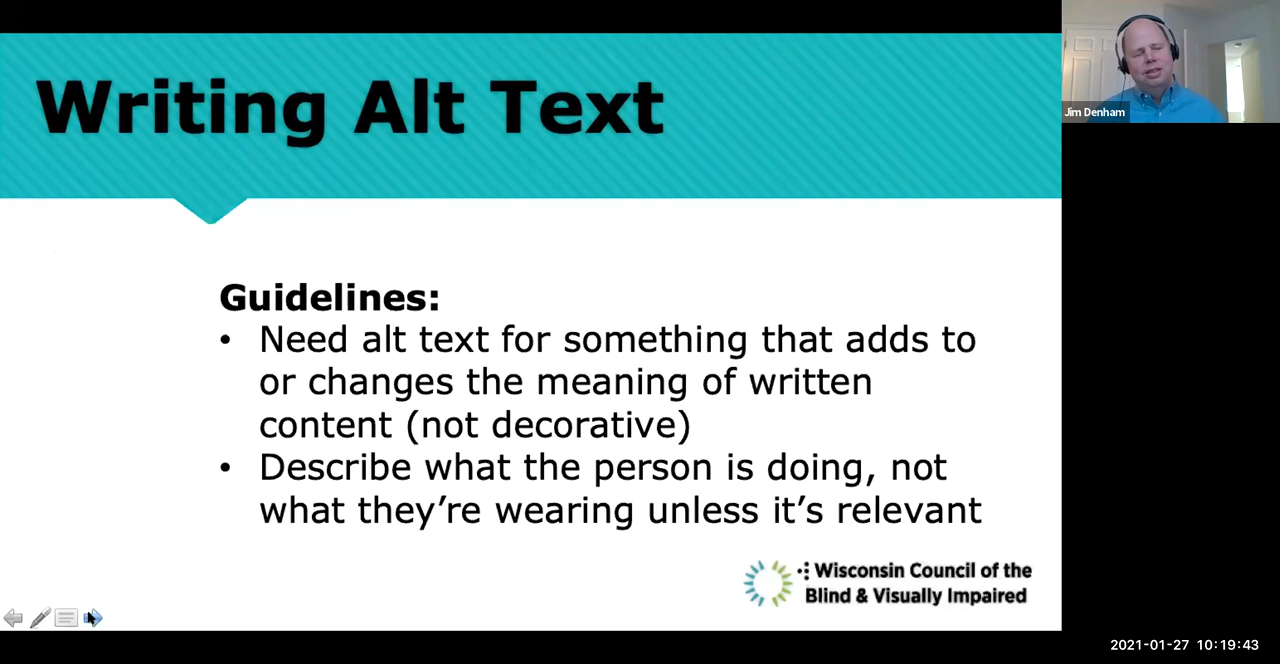 Writing Alt Text
Jim Denham
Guidelines:
• Need alt text for something that adds to
or changes the meaning of written
content (not decorative)
• Describe what the person is doing, not
what they’re wearing unless it’s relevant
Wisconsin Council of the
Blind & Visually Impaired
2021-01-27 10:19:43